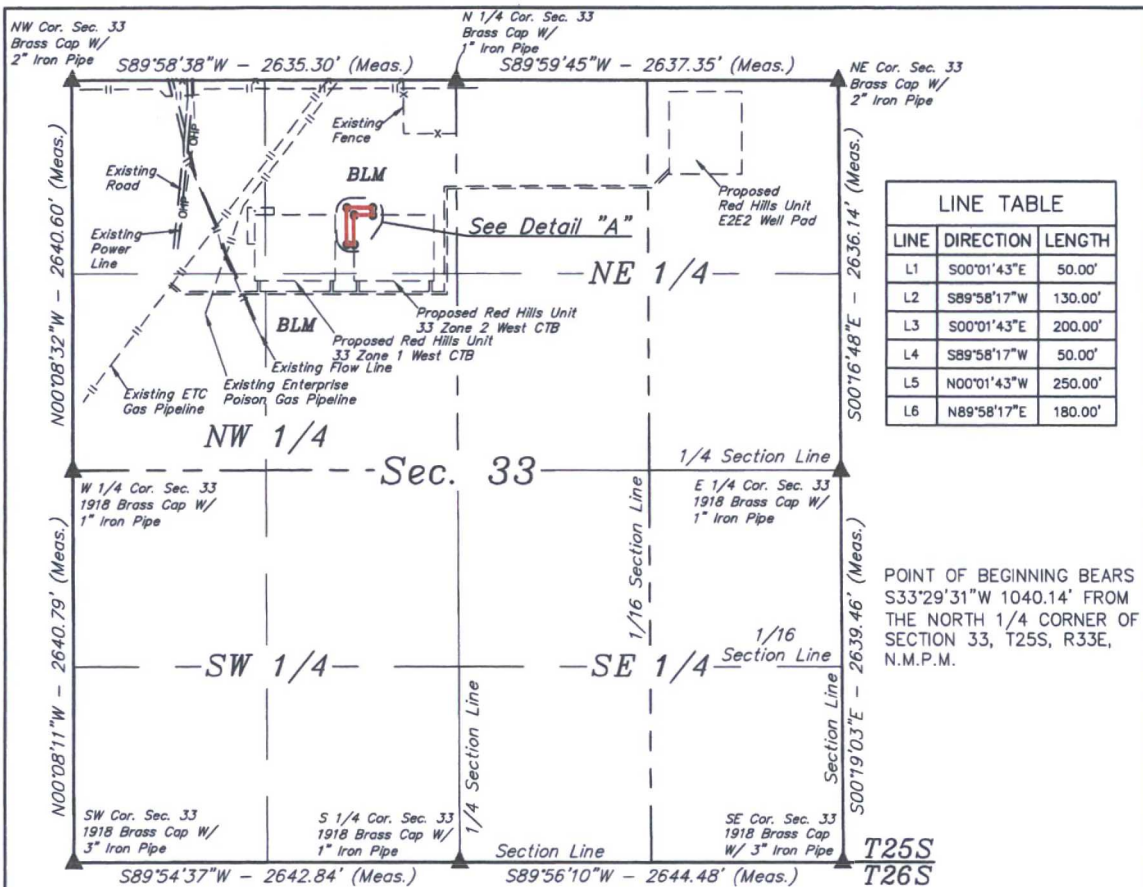 NW Cor. Sec. 33
Brass Cap W/
2" Iron Pipe
S89°58'38"W - 2635.30' (Meas.)
N 1/4 Cor. Sec. 33
Brass Cap W/
1" Iron Pipe
S89°59'45"W - 2637.35' (Meas.)
NE Cor. Sec. 33
Brass Cap W/
2" Iron Pipe
N00°08'32"W - 2640.60' (Meas.)
Existing
Road
OHP
OHP
Existing
Power
Line
Existing
Fence
BLM
See Detail "A"
Proposed
Red Hills Unit
E2E2 Well Pad
S00°16'48"E - 2636.14' (Meas.)
NE 1/4
BLM
Proposed Red Hills Unit
33 Zone 2 West CTB
Proposed Red Hills Unit
33 Zone 1 West CTB
Existing Flow Line
Existing Enterprise
Poison Gas Pipeline
Existing ETC
Gas Pipeline
NW 1/4
LINE TABLE
LINE DIRECTION LENGTH
L1 S00°01'43"E 50.00'
L2 S89°58'17"W 130.00'
L3 S00°01'43"E 200.00'
L4 S89°58'17"W 50.00'
L5 N00°01'43"W 250.00'
L6 N89°58'17"E 180.00'
Sec. 33
1/4 Section Line
W 1/4 Cor. Sec. 33
1918 Brass Cap W/
1" Iron Pipe
E 1/4 Cor. Sec. 33
1918 Brass Cap W/
1" Iron Pipe
N00°08'11"W - 2640.79' (Meas.)
1/16 Section Line
S00°19'03"E - 2639.46' (Meas.)
POINT OF BEGINNING BEARS
S33°29'31"W 1040.14' FROM
THE NORTH 1/4 CORNER OF
SECTION 33, T25S, R33E,
N.M.P.M.
1/16
Section Line
SW 1/4
SE 1/4
1/4 Section Line
Section Line
SW Cor. Sec. 33
1918 Brass Cap W/
3" Iron Pipe
S 1/4 Cor. Sec. 33
1918 Brass Cap W/
1" Iron Pipe
SE Cor. Sec. 33
1918 Brass Cap
W/ 3" Iron Pipe
Section Line
T25S
T26S
S89°54'37"W - 2642.84' (Meas.)
S89°56'10"W - 2644.48' (Meas.)